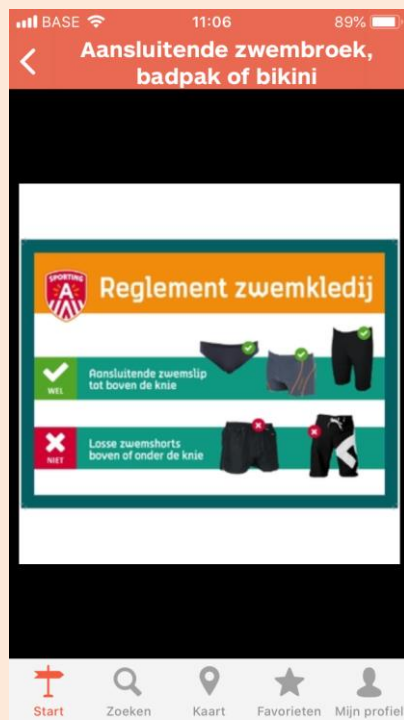 BASE 11:06 89%
Aansluitende zwembroek,
badpak of bikini
SPORTING
A
Reglement zwemkledij
WEL
Aansluitende zwemslip
tot boven de knie
NIET
Losse zwemshorts
boven of onder de knie
Start Zoeken Kaart Favorieten Mijn profiel